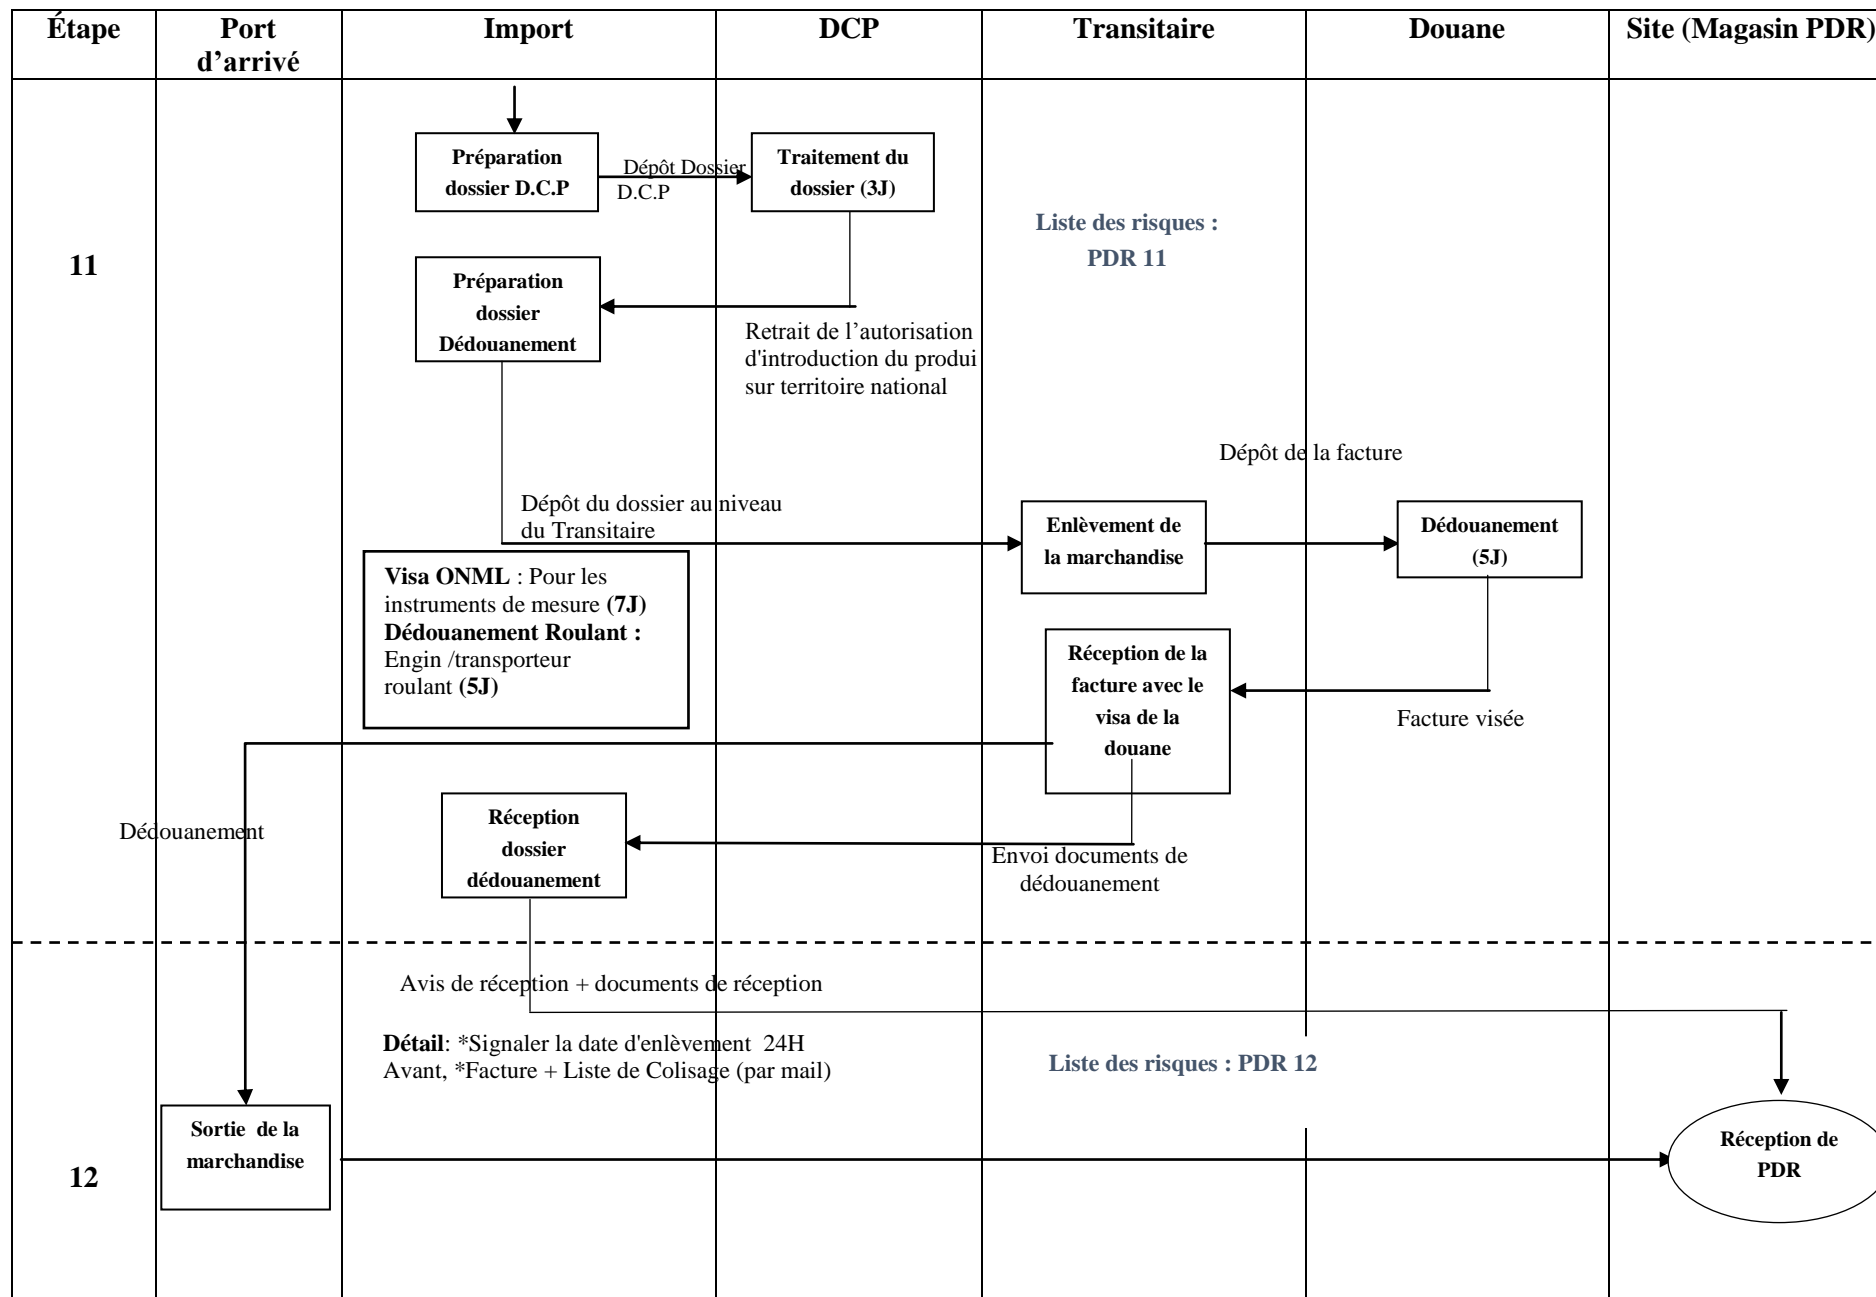 Étape
Port
d’arrivé
Import
DCP
Transitaire
Douane
Site (Magasin PDR)
11
Préparation
dossier D.C.P
Dépôt Dossier
D.C.P
Traitement du
dossier (3J)
Liste des risques :
PDR 11
Préparation
dossier
Dédouanement
Retrait de l’autorisation
d'introduction du produi
sur territoire national
Dépôt de la facture
Dépôt du dossier au niveau
du Transitaire
Enlèvement de
la marchandise
Dédouanement
(5J)
Visa ONML : Pour les
instruments de mesure (7J)
Dédouanement Roulant :
Engin /transporteur
roulant (5J)
Réception de la
facture avec le
visa de la
douane
Facture visée
Dédouanement
Réception
dossier
dédouanement
Envoi documents de
dédouanement
12
Avis de réception + documents de réception
Détail: *Signaler la date d'enlèvement 24H
Avant, *Facture + Liste de Colisage (par mail)
Liste des risques : PDR 12
Sortie de la
marchandise
Réception de
PDR